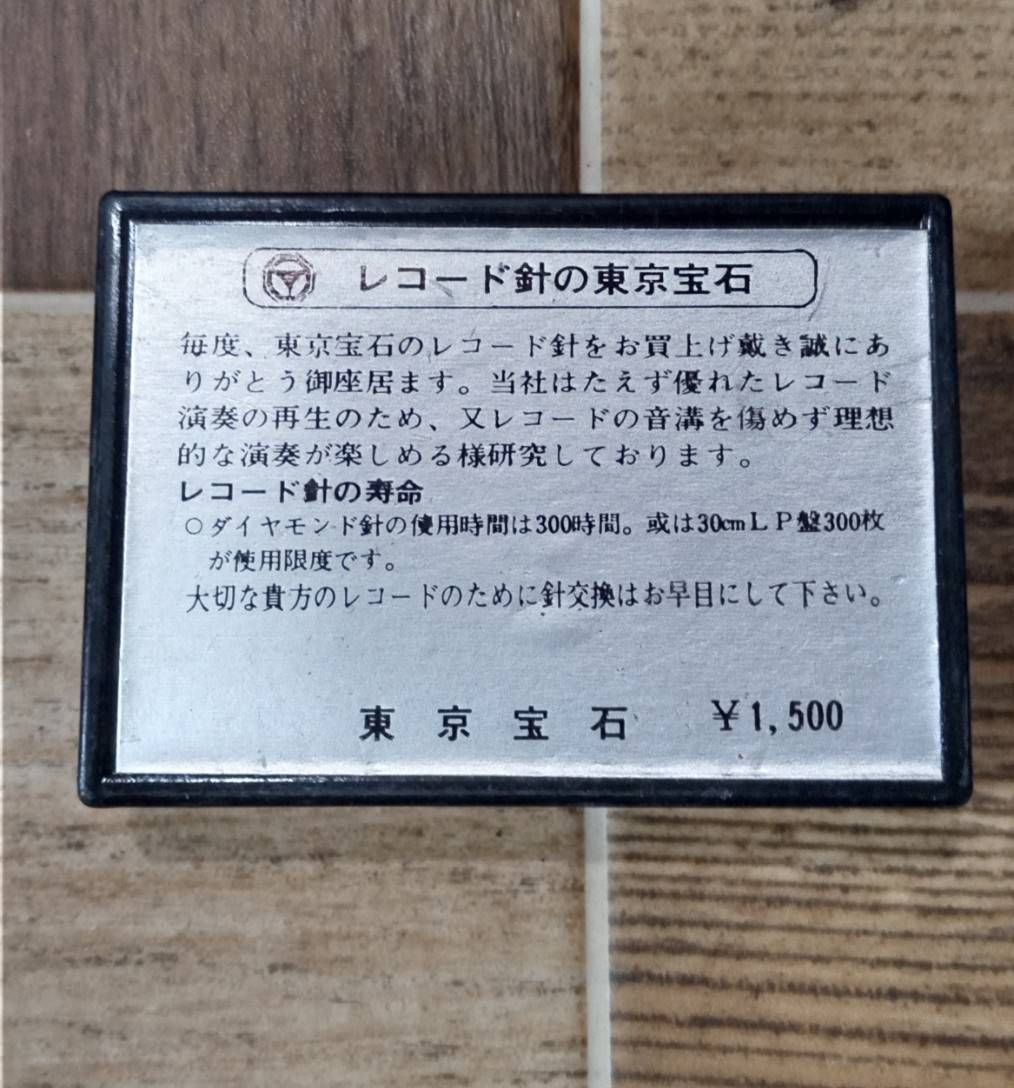 レコード針の東京宝石
毎度、東京宝石のレコード針をお買上げ戴き誠にあ
りがとう御座居ます。当社はたえず優れたレコード
演奏の再生のため、又レコードの音溝を傷めず理想
的な演奏が楽しめる様研究しております。
レコード針の寿命
○ダイヤモンド針の使用時間は300時間。或は30cmＬＰ盤300枚
が使用限度です。
大切な貴方のレコードのために針交換はお早目にして下さい。
東京宝石 ￥1,500